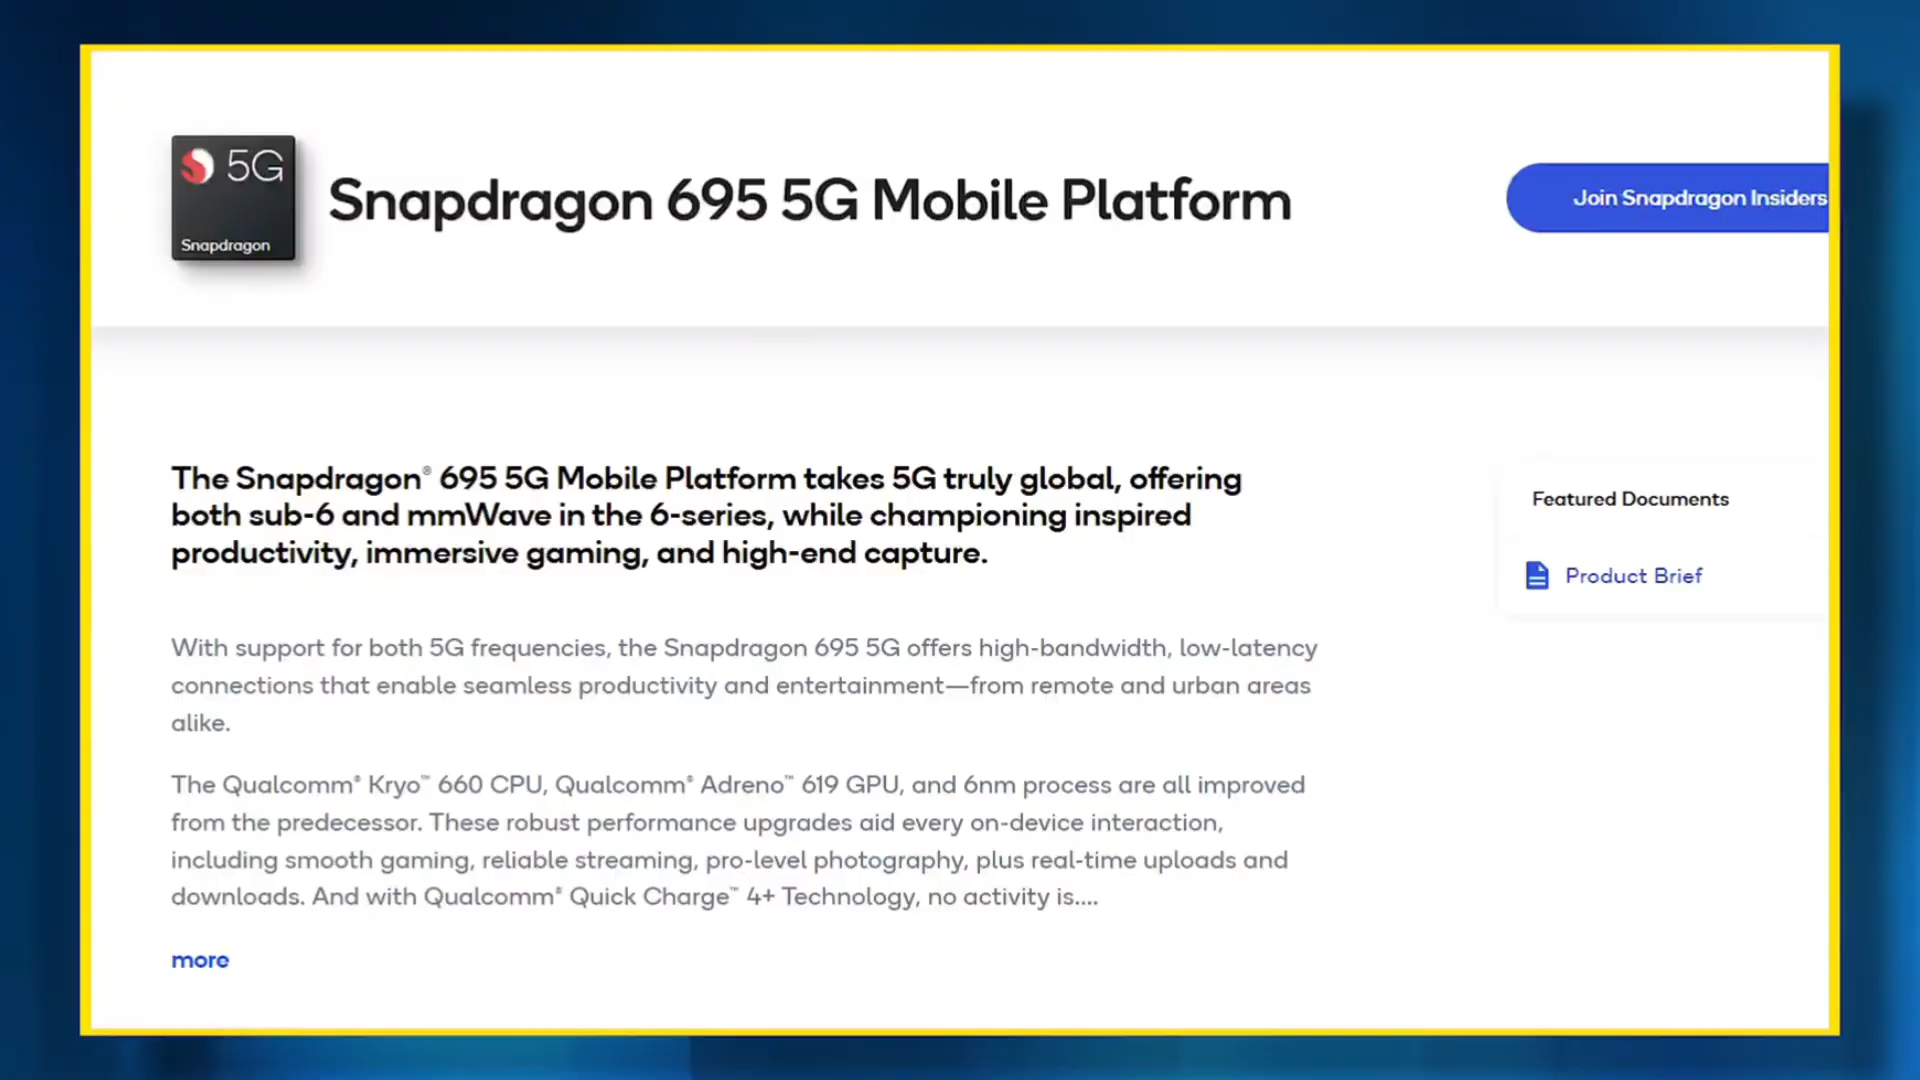 5G
Snapdragon
Snapdragon 695 5G Mobile Platform
Join Snapdragon Insiders
The Snapdragon® 695 5G Mobile Platform takes 5G truly global, offering
both sub-6 and mmWave in the 6-series, while championing inspired
productivity, immersive gaming, and high-end capture.
Featured Documents
Product Brief
With support for both 5G frequencies, the Snapdragon 695 5G offers high-bandwidth, low-latency
connections that enable seamless productivity and entertainment—from remote and urban areas
alike.
The Qualcomm® Kryo™ 660 CPU, Qualcomm® Adreno™ 619 GPU, and 6nm process are all improved
from the predecessor. These robust performance upgrades aid every on-device interaction,
including smooth gaming, reliable streaming, pro-level photography, plus real-time uploads and
downloads. And with Qualcomm® Quick Charge™ 4+ Technology, no activity is....
more